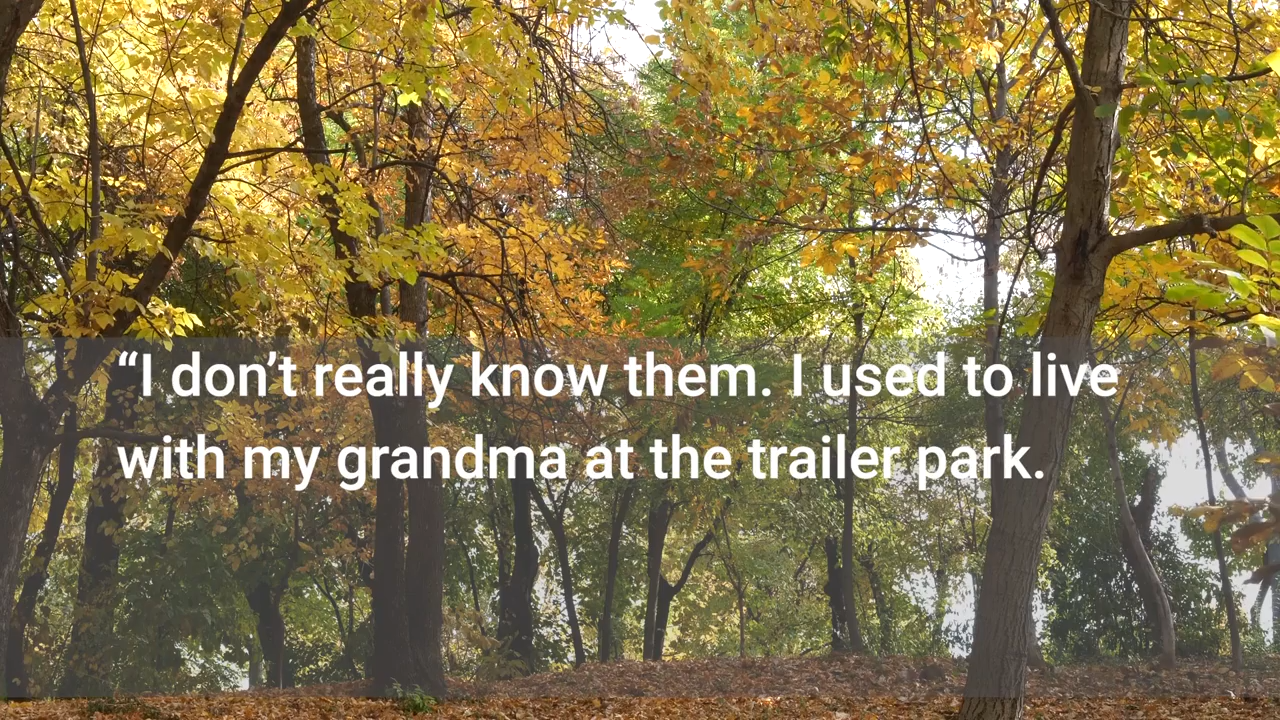 “I don’t really know them. I used to live
with my grandma at the trailer park.